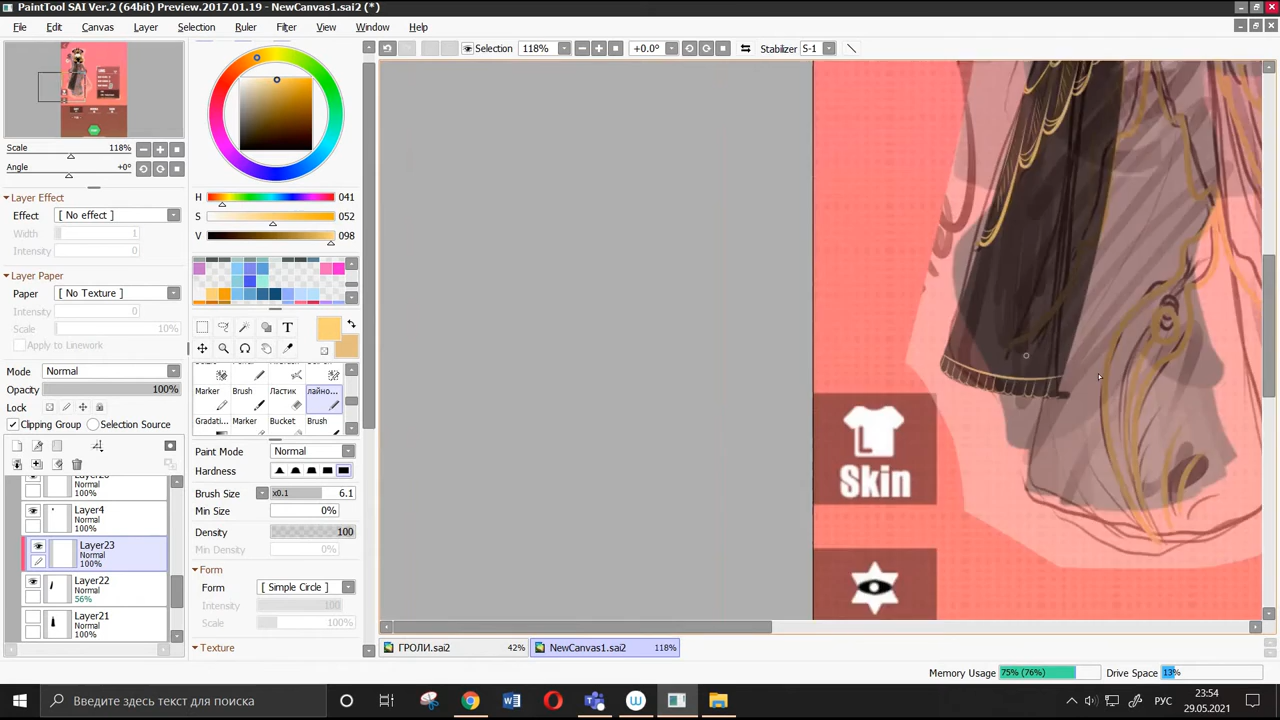 PaintTool SAI Ver.2 (64bit) Preview.2017.01.19 - NewCanvas1.sai2 (*)
File Edit Canvas Layer Selection Ruler Filter View Window Help
Selection 118% +0.0° Stabilizer S-1
Scale 118%
Angle +0°
Layer Effect
Effect [ No effect ]
Width 1
Intensity 0
Layer Paper
Paper [ No Texture ]
Intensity 0
Scale 10%
Apply to Linework
Mode Normal
Opacity 100%
Lock
Clipping Group Selection Source
Normal
100%
Layer4
Normal
100%
Layer23
Normal
100%
Layer22
Normal
56%
Layer21
Normal
100%
H 041
S 052
V 098
T
Marker Brush Ластик
Gradati... Marker Bucket Brush
Paint Mode Normal
Hardness
Brush Size x0.1 6.1
Min Size 0%
Density 100
Min Density 0%
Form
Form [ Simple Circle ]
Intensity 100
Scale 100%
Texture
Skin
ГРОЛИ.sai2 42% NewCanvas1.sai2 118%
Memory Usage 75% (76%) Drive Space 13%
Введите здесь текст для поиска
РУС
23:54
29.05.2021